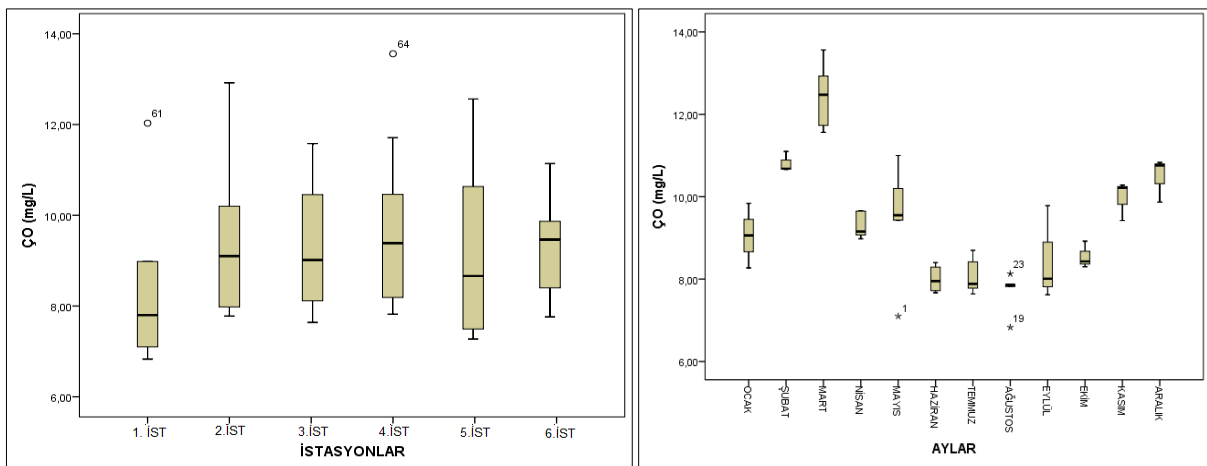 14,00
12,00
10,00
8,00
6,00
ÇO (mg/L)
61
64
1. İST
2.İST
3.İST
4.İST
5.İST
6.İST
İSTASYONLAR
14,00
12,00
10,00
8,00
6,00
ÇO (mg/L)
1
23
19
OCAK
ŞUBAT
MART
NİSAN
MAYIS
HAZİRAN
TEMMUZ
AĞUSTOS
EYLÜL
EKİM
KASIM
ARALIK
AYLAR